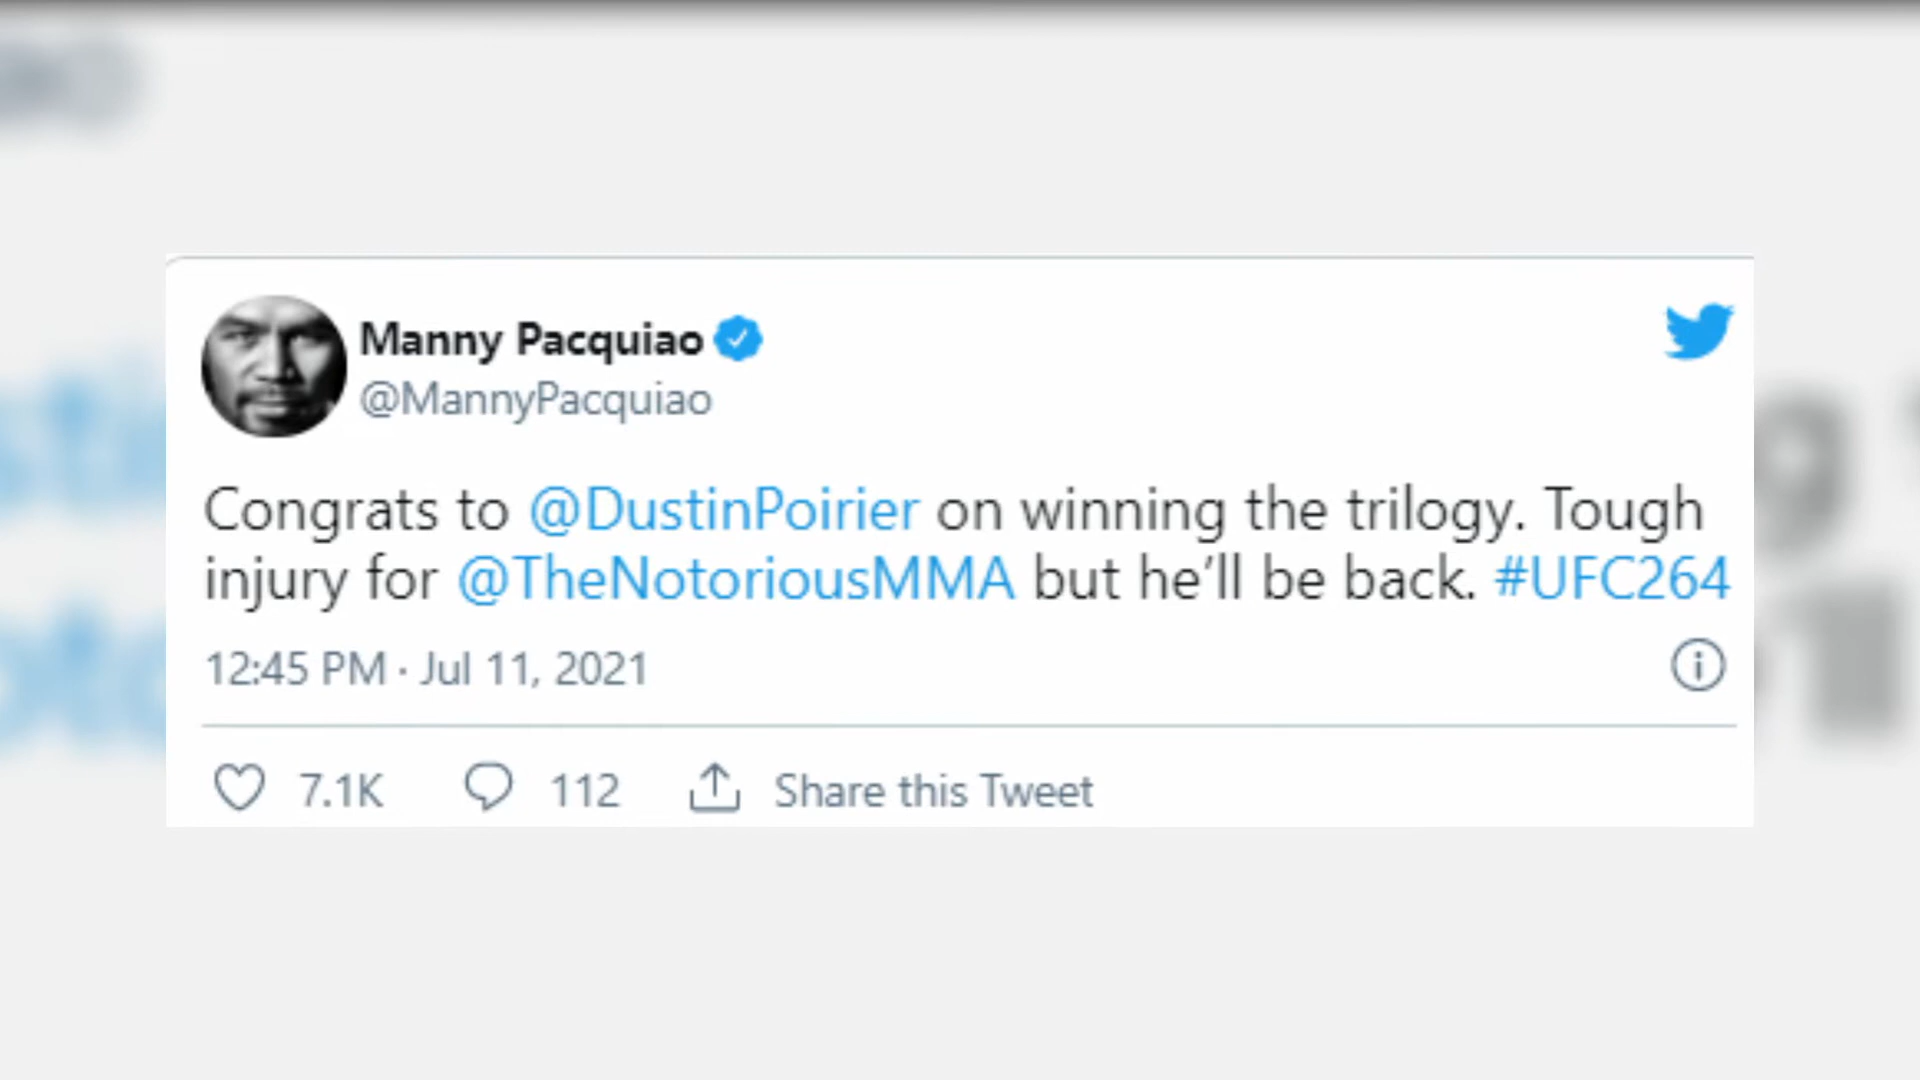 Manny Pacquiao
@MannyPacquiao
Congrats to @DustinPoirier on winning the trilogy. Tough
injury for @TheNotoriousMMA but he’ll be back. #UFC264
12:45 PM · Jul 11, 2021
7.1K 112 Share this Tweet